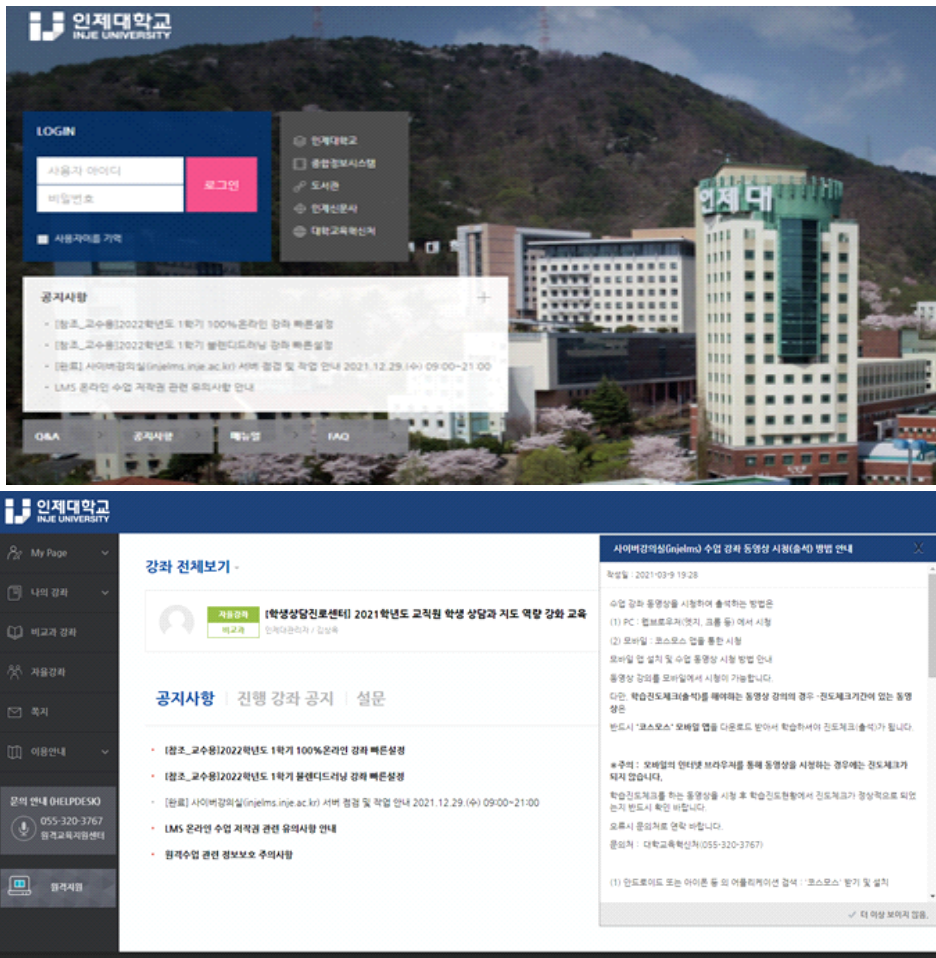 인제대학교
INJE UNIVERSITY
LOGIN
사용자 아이디
비밀번호
로그인
사용자이름 기억
인제대학교
종합정보시스템
도서관
인제신문사
대학교육혁신처
인제대
공지사항
[참조_교수용]2022학년도 1학기 100%온라인 강좌 빠른설정
[참조_교수용]2022학년도 1학기 블렌디드러닝 강좌 빠른설정
[완료] 사이버강의실(injelms.inje.ac.kr) 서버 점검 및 작업 안내 2021.12.29.(수) 09:00~21:00
LMS 온라인 수업 저작권 관련 유의사항 안내
Q&A
공지사항
매뉴얼
FAQ
인제대학교
INJE UNIVERSITY
My Page
나의 강좌
비교과 강좌
자율강좌
쪽지
이용안내
문의 안내 (HELPDESK)
055-320-3767
원격교육지원센터
원격지원
강좌 전체보기
자율강좌
비교과
[학생상담진로센터] 2021학년도 교직원 학생 상담과 지도 역량 강화 교육
인제대관리자 / 김상욱
공지사항 | 진행 강좌 공지 | 설문
[참조_교수용]2022학년도 1학기 100%온라인 강좌 빠른설정
[참조_교수용]2022학년도 1학기 블렌디드러닝 강좌 빠른설정
[완료] 사이버강의실(injelms.inje.ac.kr) 서버 점검 및 작업 안내 2021.12.29.(수) 09:00~21:00
LMS 온라인 수업 저작권 관련 유의사항 안내
원격수업 관련 정보보호 주의사항
사이버강의실(injelms) 수업 강좌 동영상 시청(출석) 방법 안내
작성일 : 2021-03-9 19:28
수업 강좌 동영상을 시청하여 출석하는 방법은
(1) PC : 웹브로우저(엣지, 크롬 등) 에서 시청
(2) 모바일 : 코스모스 앱을 통한 시청
모바일 앱 설치 및 수업 동영상 시청 방법 안내
동영상 강의를 모바일에서 시청이 가능합니다.
다만, 학습진도체크(출석)를 해야하는 동영상 강의의 경우 -진도체크기간이 있는 동영
상은
반드시 '코스모스' 모바일 앱을 다운로드 받아서 학습하셔야 진도체크(출석)가 됩니다.
※주의 : 모바일의 인터넷 브라우저를 통해 동영상을 시청하는 경우에는 진도체크가
되지 않습니다.
학습진도체크를 하는 동영상을 시청 후 학습진도현황에서 진도체크가 정상적으로 되었
는지 반드시 확인 바랍니다.
오류시 문의처로 연락 바랍니다.
문의처 : 대학교육혁신처(055-320-3767)
(1) 안드로이드 또는 아이폰 등 의 어플리케이션 검색 : '코스모스' 받기 및 설치
더 이상 보이지 않음.